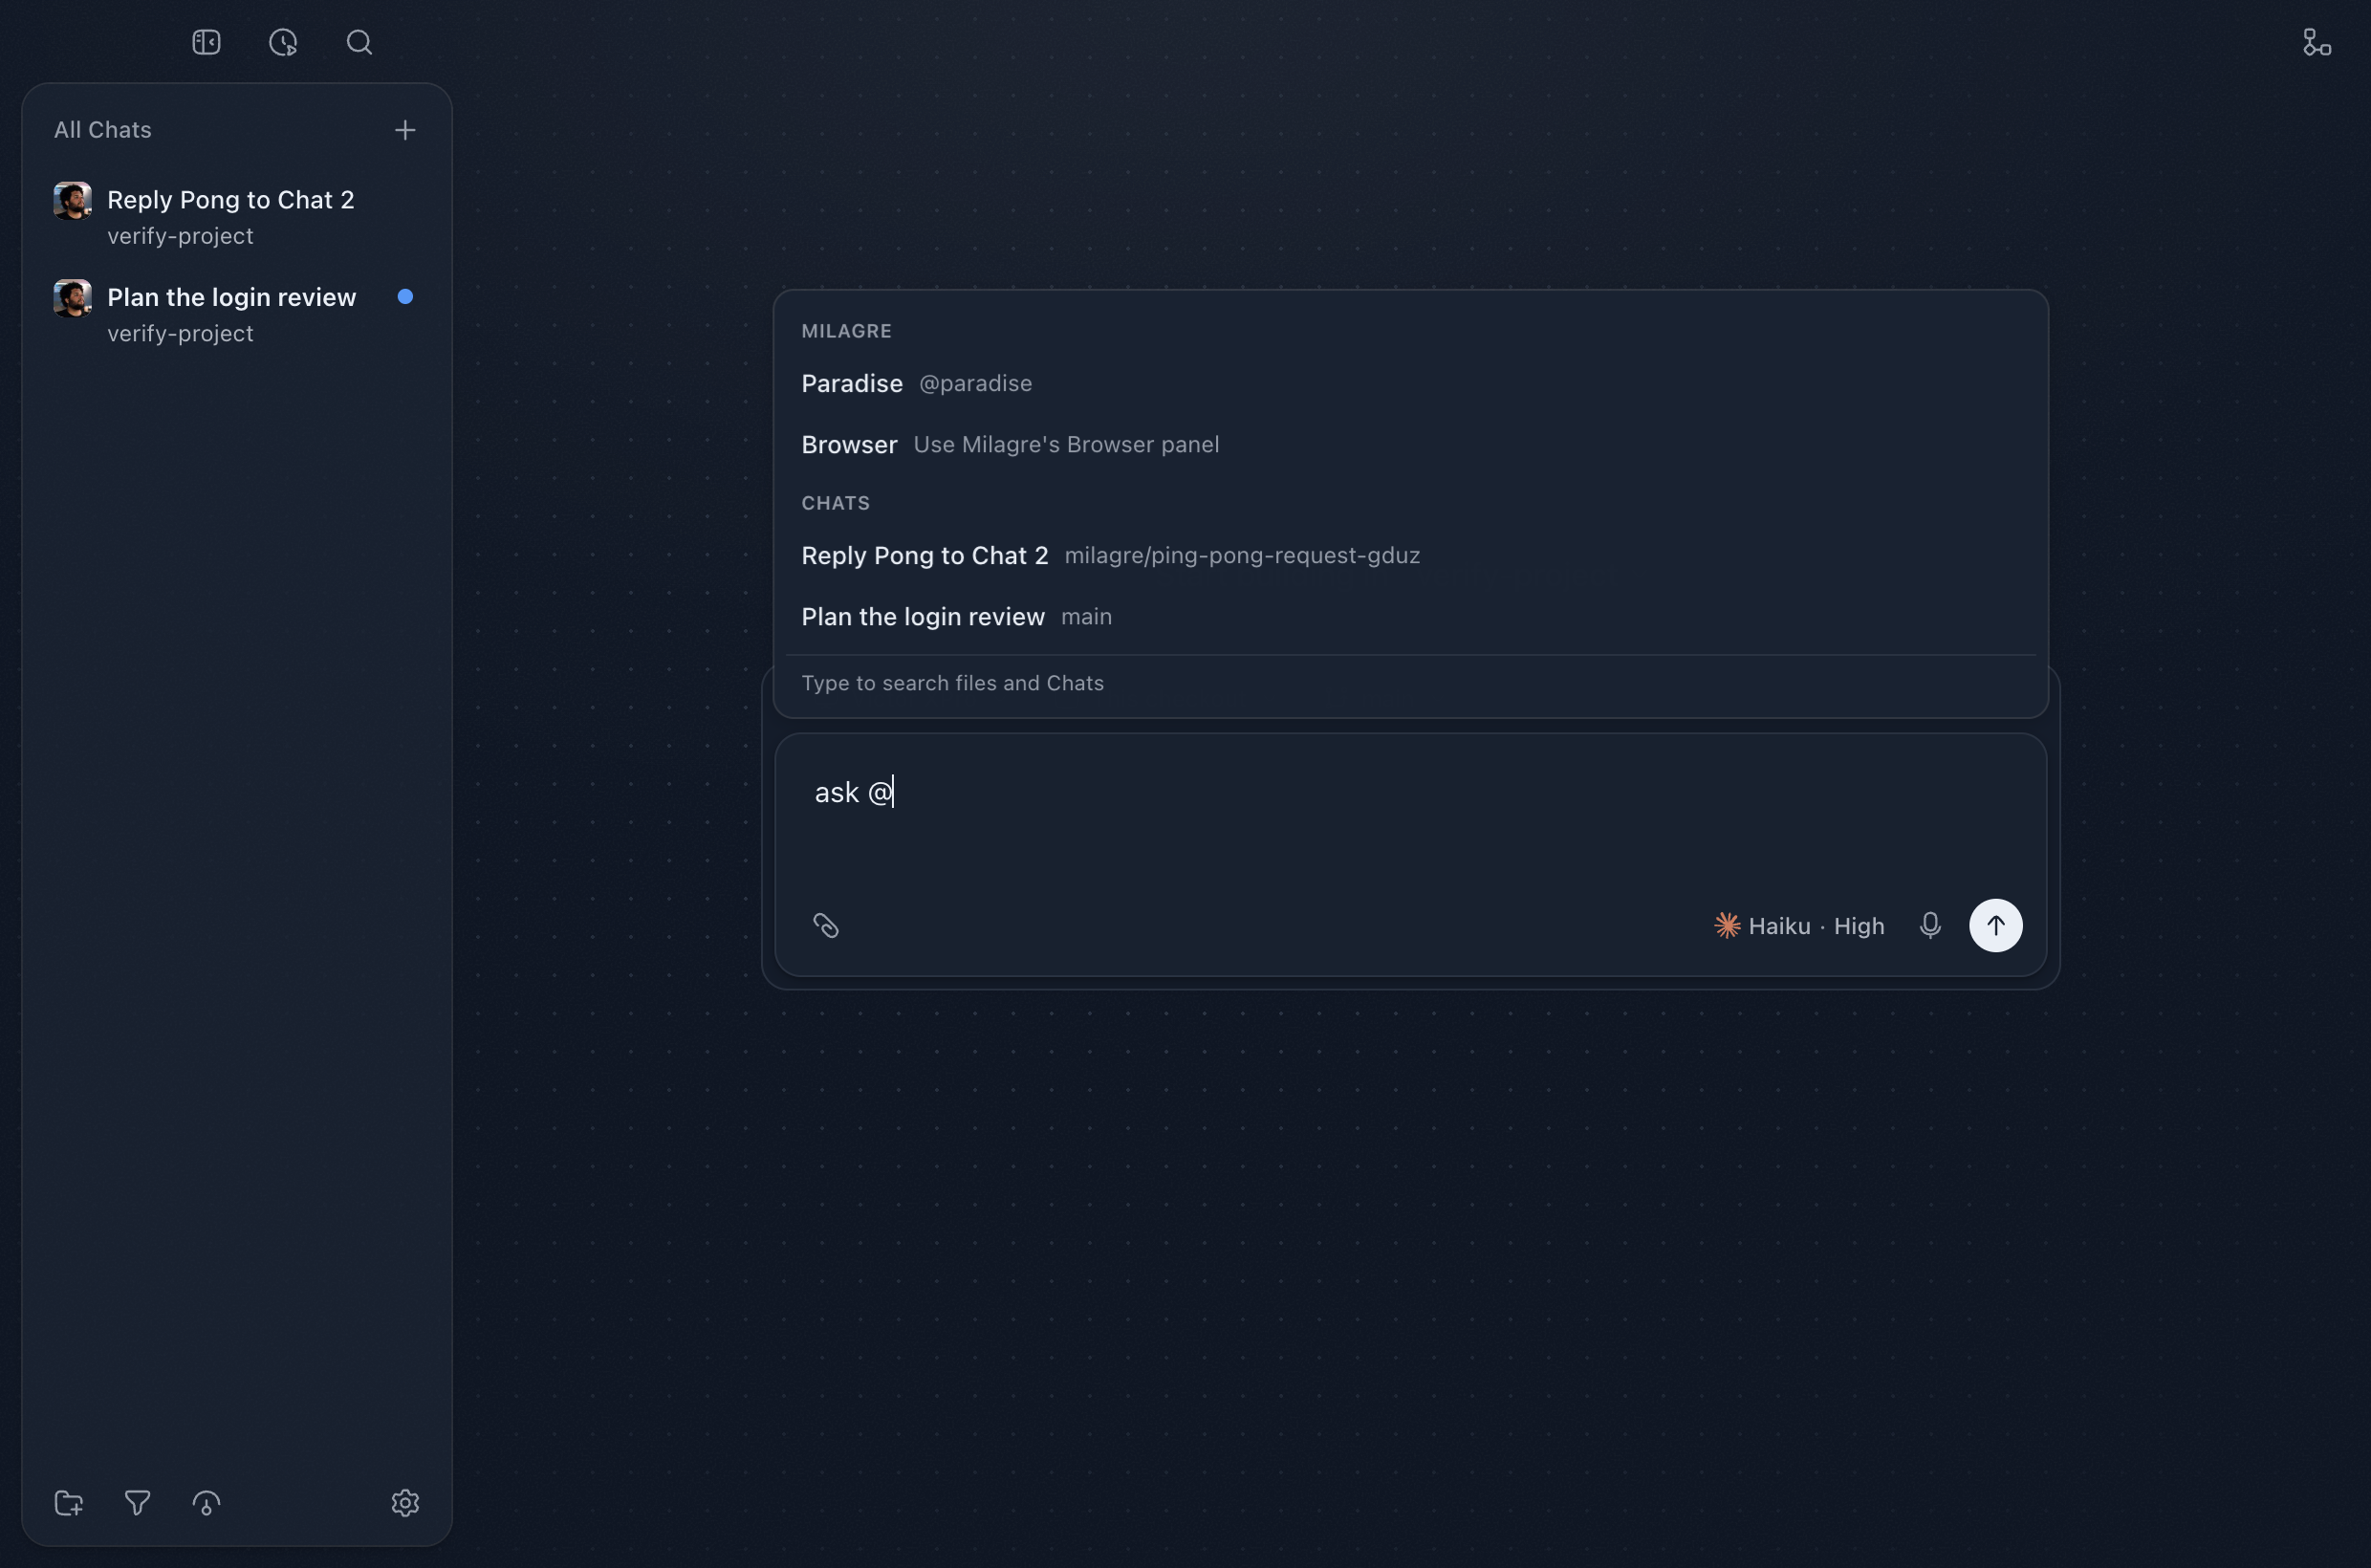 All Chats
Reply Pong to Chat 2
verify-project
Plan the login review
verify-project
MILAGRE
Paradise @paradise
Browser Use Milagre's Browser panel
CHATS
Reply Pong to Chat 2 milagre/ping-pong-request-gduz
Plan the login review main
Type to search files and Chats
ask @
Haiku · High